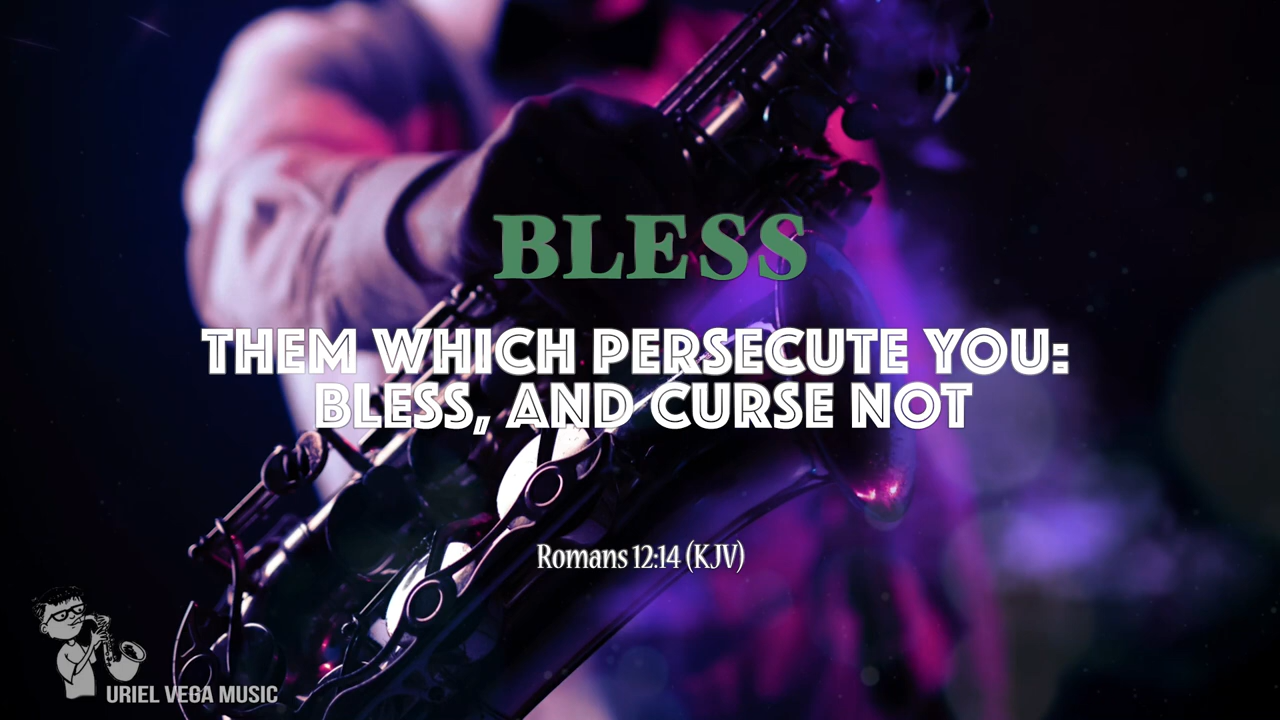 BLESS
THEM WHICH PERSECUTE YOU:
BLESS, AND CURSE NOT
Romans 12:14 (KJV)
URIEL VEGA MUSIC